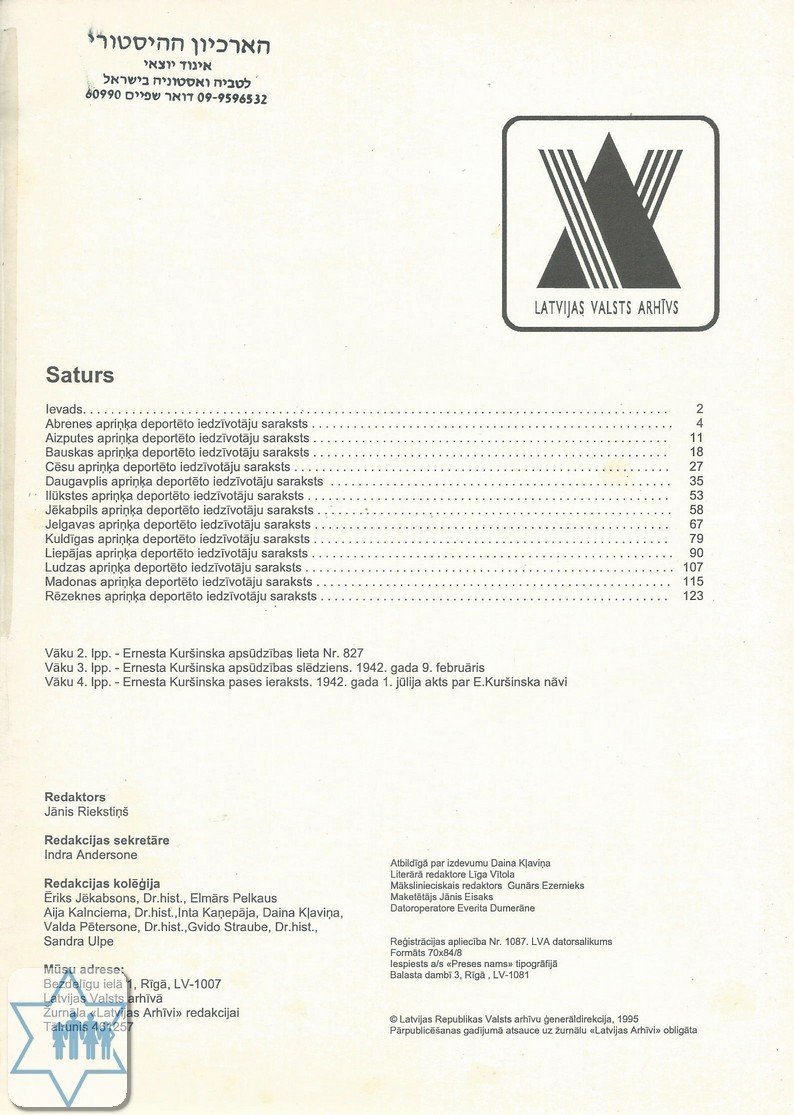 הארכיון ההיסטורי
איגוד יוצאי
לטביה ואסטוניה בישראל
09-9596532 דואר שפיים 60990
LATVIJAS VALSTS ARHĪVS
Saturs
Ievads. . . . . . . . . . 2
Abrenes apriņķa deportēto iedzīvotāju saraksts . . . . . . . . . . 4
Aizputes apriņķa deportēto iedzīvotāju saraksts . . . . . . . . . . 11
Bauskas apriņķa deportēto iedzīvotāju saraksts . . . . . . . . . . 18
Cēsu apriņķa deportēto iedzīvotāju saraksts . . . . . . . . . . 27
Daugavplis apriņķa deportēto iedzīvotāju saraksts . . . . . . . . . . 35
Ilūkstes apriņķa deportēto iedzīvotāju saraksts . . . . . . . . . . 53
Jēkabpils apriņķa deportēto iedzīvotāju saraksts . . . . . . . . . . 58
Jelgavas apriņķa deportēto iedzīvotāju saraksts . . . . . . . . . . 67
Kuldīgas apriņķa deportēto iedzīvotāju saraksts . . . . . . . . . . 79
Liepājas apriņķa deportēto iedzīvotāju saraksts . . . . . . . . . . 90
Ludzas apriņķa deportēto iedzīvotāju saraksts . . . . . . . . . . 107
Madonas apriņķa deportēto iedzīvotāju saraksts . . . . . . . . . . 115
Rēzeknes apriņķa deportēto iedzīvotāju saraksts . . . . . . . . . . 123
Vāku 2. lpp. - Ernesta Kuršinska apsūdzības lieta Nr. 827
Vāku 3. lpp. - Ernesta Kuršinska apsūdzības slēdziens. 1942. gada 9. februāris
Vāku 4. lpp. - Ernesta Kuršinska pases ieraksts. 1942. gada 1. jūlija akts par E.Kuršinska nāvi
Redaktors
Jānis Riekstiņš
Redakcijas sekretāre
Indra Andersone
Redakcijas kolēģija
Ēriks Jēkabsons, Dr.hist., Elmārs Pelkaus
Aija Kalnciema, Dr.hist.,Inta Kaņepāja, Daina Kļaviņa,
Valda Pētersone, Dr.hist.,Gvido Straube, Dr.hist.,
Sandra Ulpe
Mūsu adrese:
Bezdelīgu ielā 1, Rīgā, LV-1007
Latvijas Valsts arhīvā
Žurnāla «Latvijas Arhīvi» redakcijai
Tālrunis 431257
Atbildīgā par izdevumu Daina Kļaviņa
Literārā redaktore Līga Vītola
Mākslinieciskais redaktors Gunārs Ezernieks
Maketētājs Jānis Eisaks
Datoroperatore Everita Dumerāne
Reģistrācijas apliecība Nr. 1087. LVA datorsalikums
Formāts 70x84/8
Iespiests a/s «Preses nams» tipogrāfijā
Balasta dambī 3, Rīgā , LV-1081
© Latvijas Republikas Valsts arhīvu ģenerāldirekcija, 1995
Pārpublicēšanas gadījumā atsauce uz žurnālu «Latvijas Arhīvi» obligāta